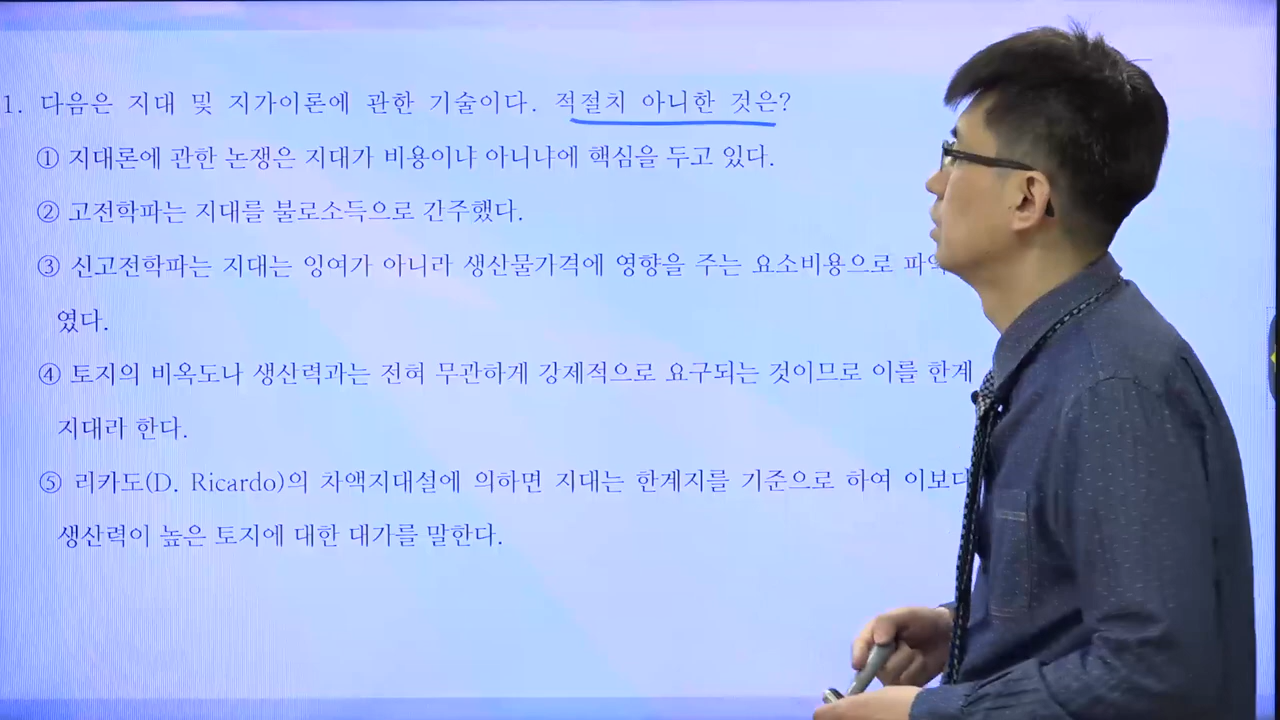 1. 다음은 지대 및 지가이론에 관한 기술이다. 적절치 아니한 것은?
① 지대론에 관한 논쟁은 지대가 비용이냐 아니냐에 핵심을 두고 있다.
② 고전학파는 지대를 불로소득으로 간주했다.
③ 신고전학파는 지대는 잉여가 아니라 생산물가격에 영향을 주는 요소비용으로
였다.
④ 토지의 비옥도나 생산력과는 전혀 무관하게 강제적으로 요구되는 것이므로 이를 한계
지대라 한다.
⑤ 리카도(D. Ricardo)의 차액지대설에 의하면 지대는 한계지를 기준으로 하여 이보다
생산력이 높은 토지에 대한 대가를 말한다.